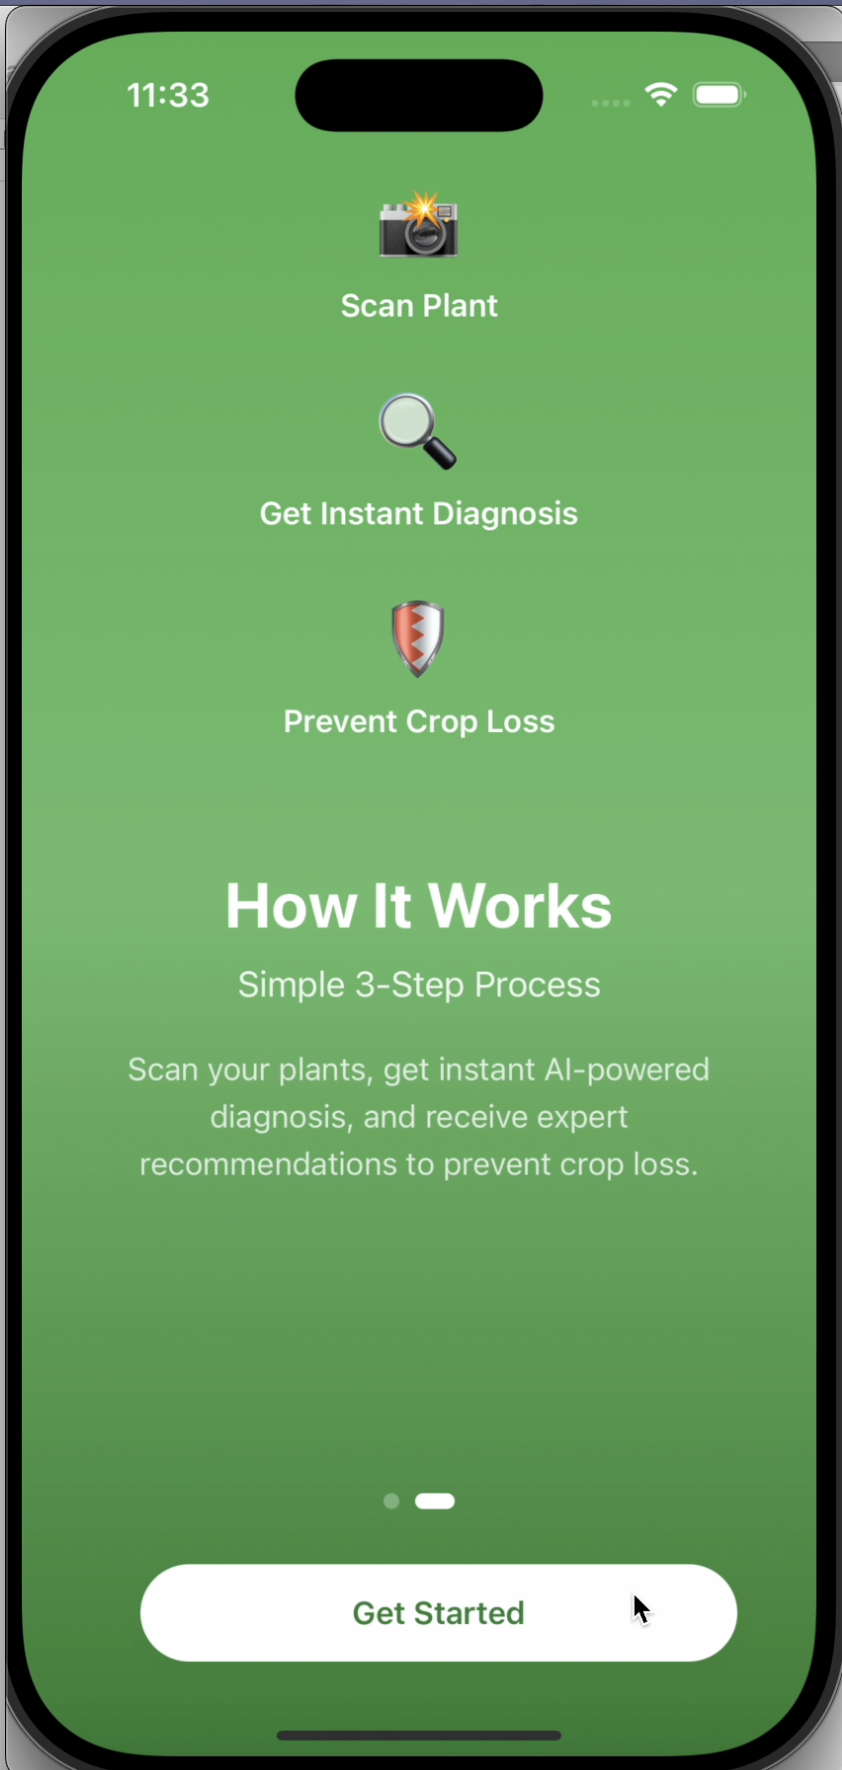 11:33
Scan Plant
Get Instant Diagnosis
Prevent Crop Loss
How It Works
Simple 3-Step Process
Scan your plants, get instant AI-powered
diagnosis, and receive expert
recommendations to prevent crop loss.
Get Started